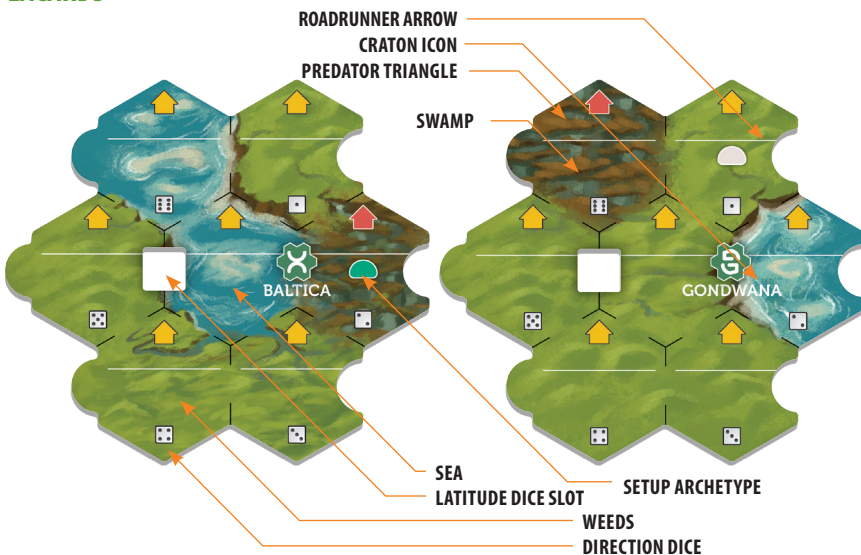 ROADRUNNER ARROW
CRATON ICON
PREDATOR TRIANGLE
SWAMP
BALTICA
GONDWANA
SEA
LATITUDE DICE SLOT
SETUP ARCHETYPE
WEEDS
DIRECTION DICE